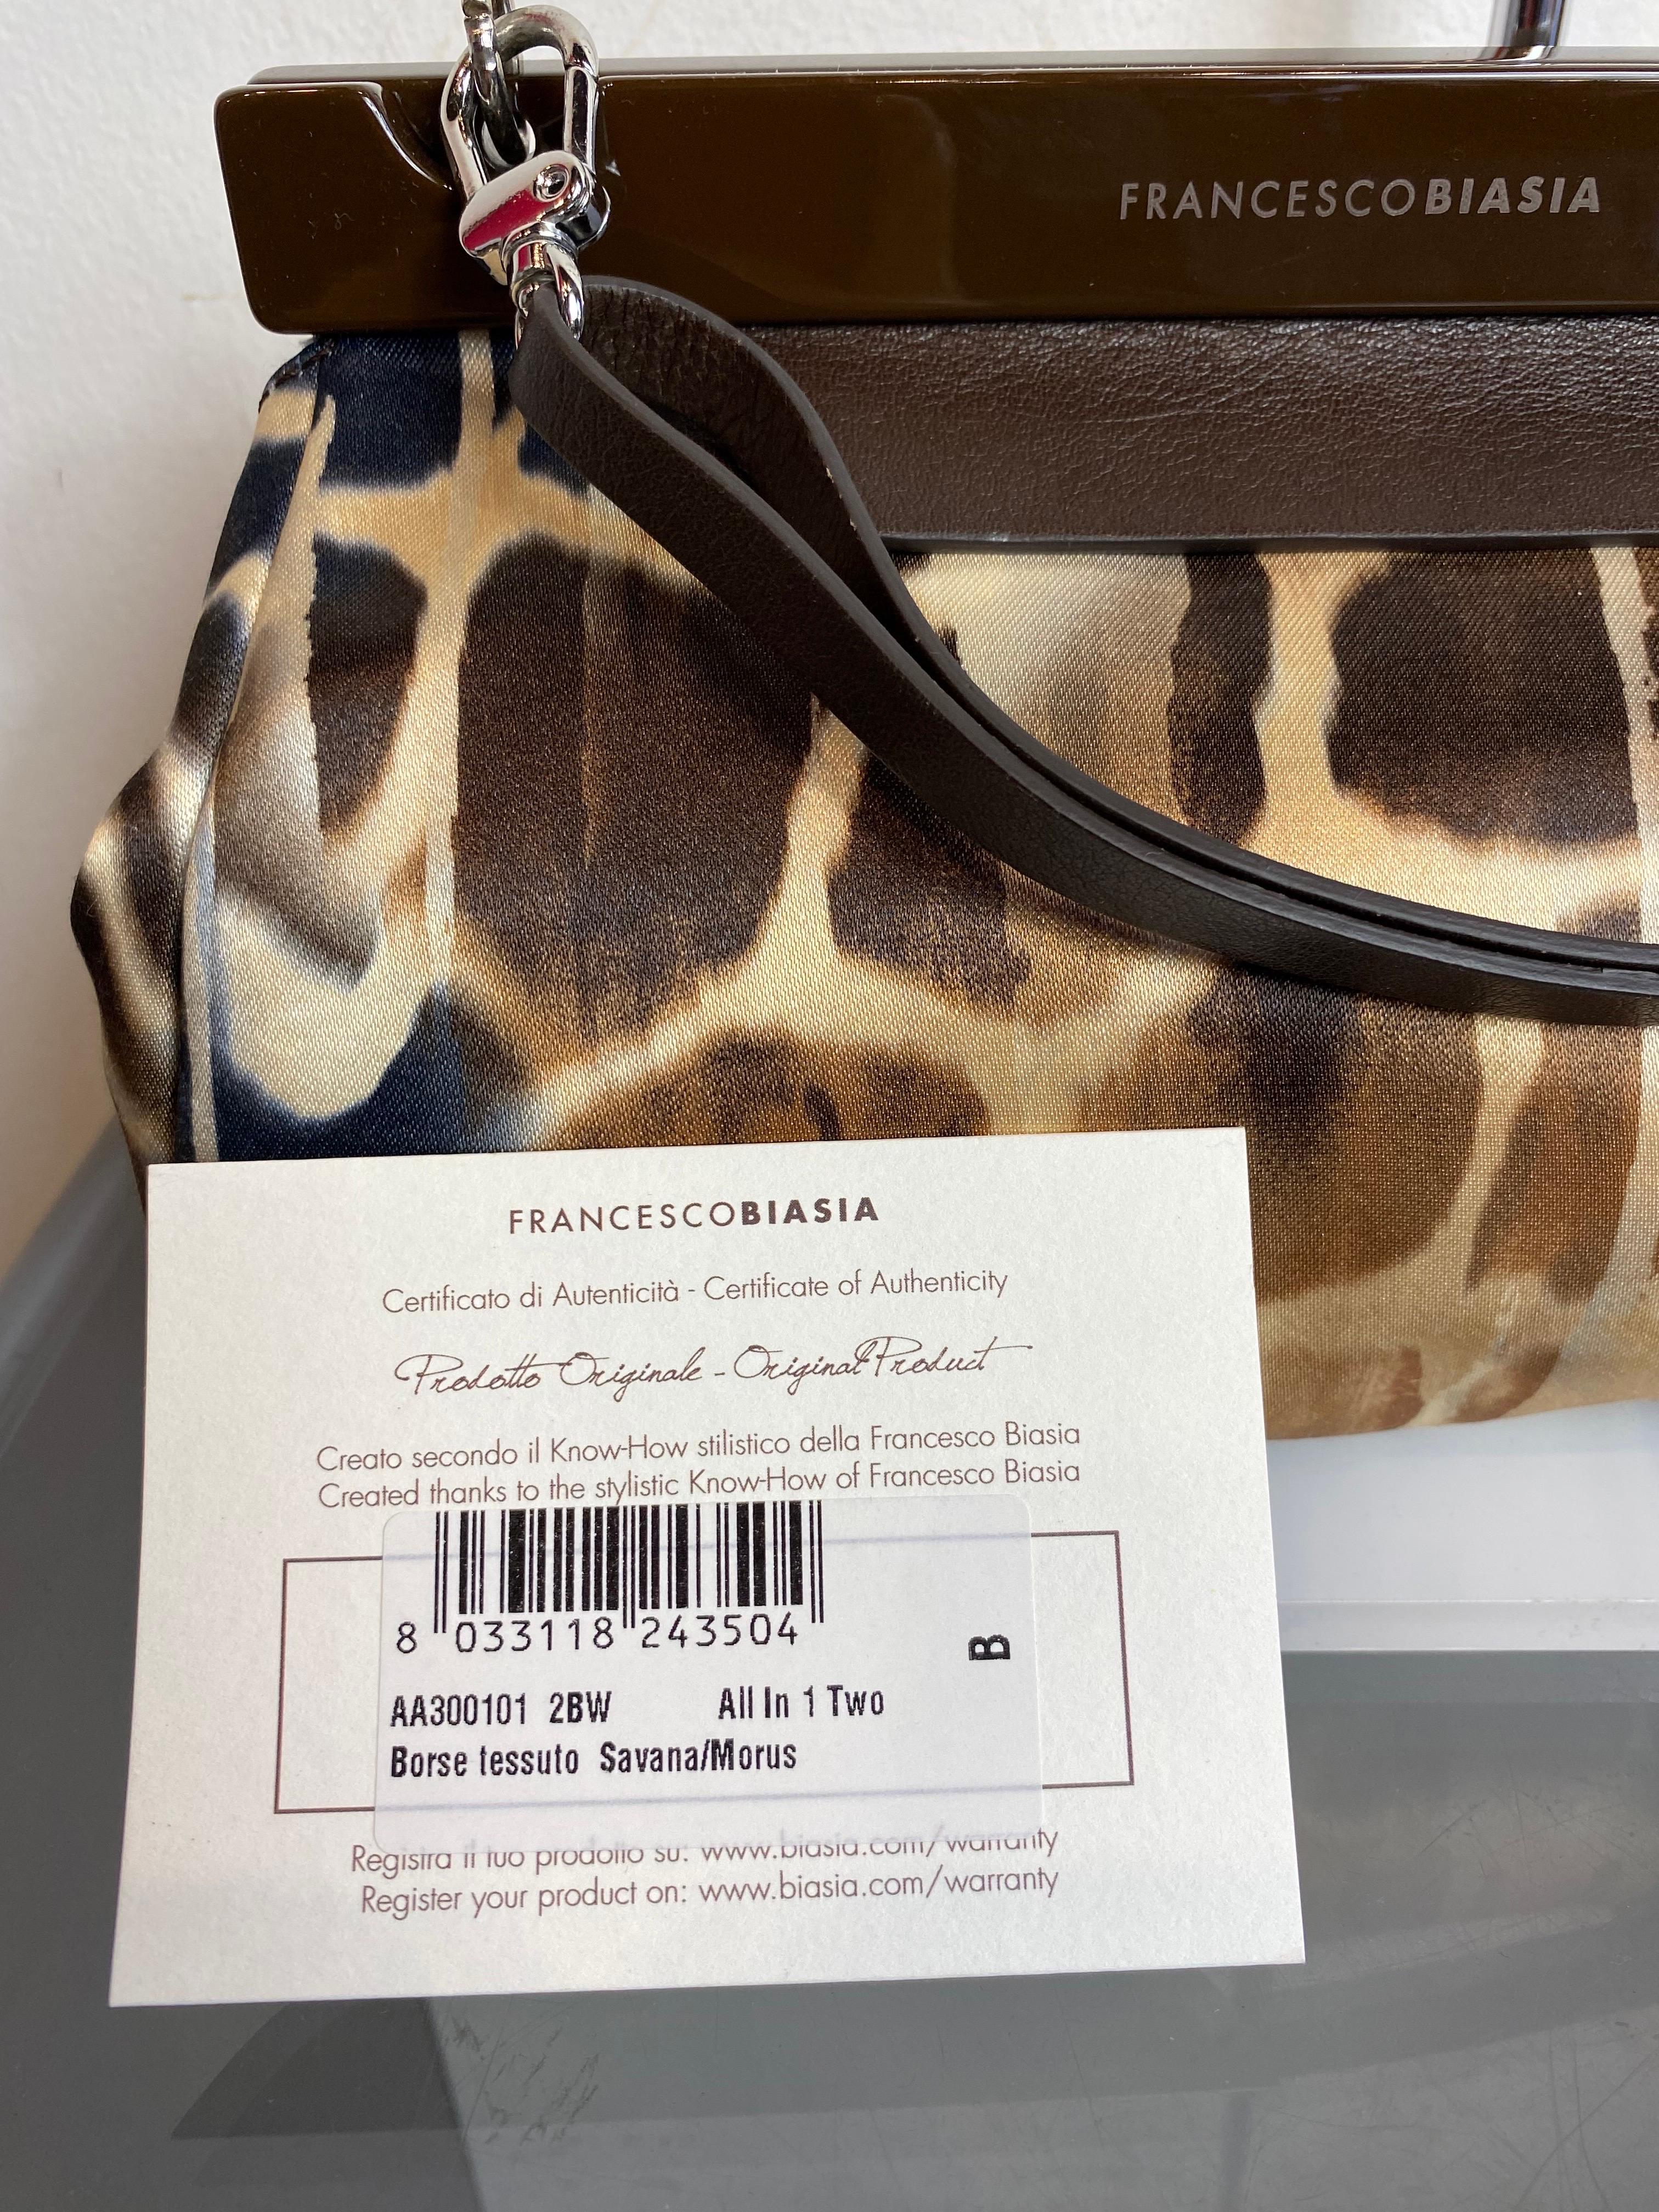 FRANCESCOBIASIA
FRANCESCOBIASIA
Certificato di Autenticità - Certificate of Authenticity
Prodotto Originale - Original Product
Creato secondo il Know-How stilistico della Francesco Biasia
Created thanks to the stylistic Know-How of Francesco Biasia
8 033118 243504
B
AA300101 2BW All In 1 Two
Borse tessuto Savana/Morus
Registra il tuo prodotto su: www.biasia.com/warranty
Register your product on: www.biasia.com/warranty